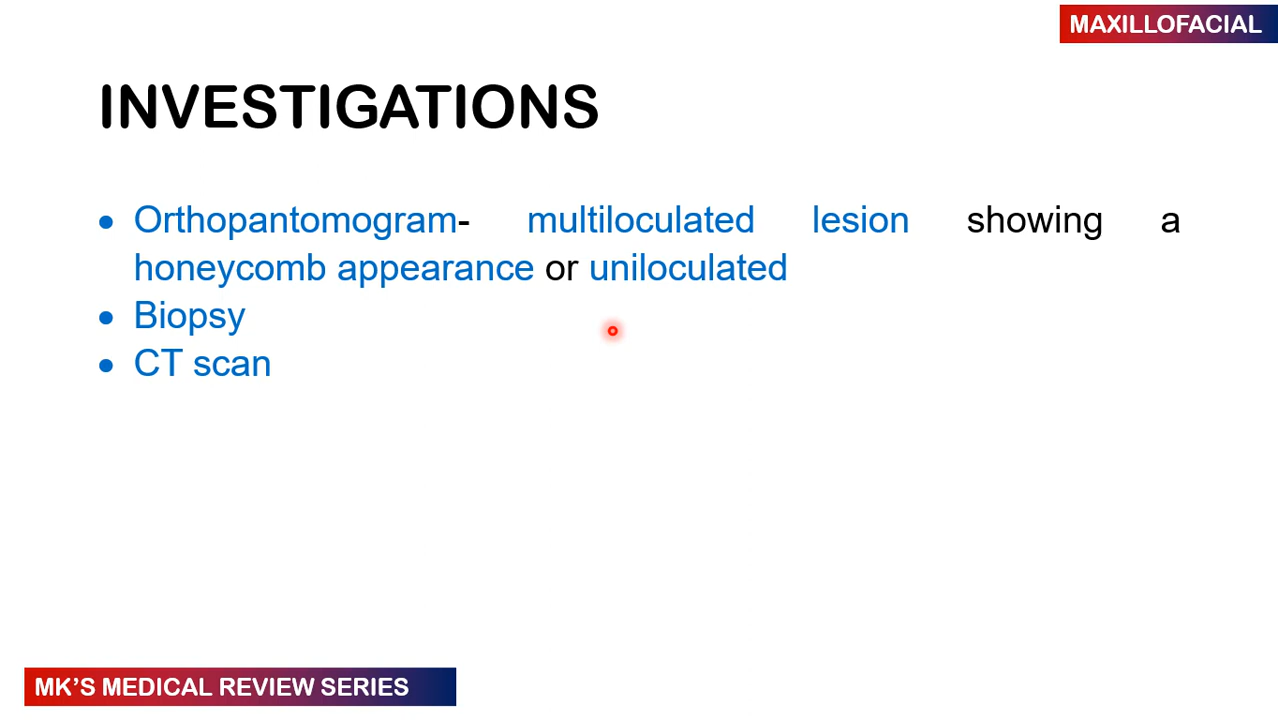 MAXILLOFACIAL
INVESTIGATIONS
• Orthopantomogram- multiloculated lesion showing a
honeycomb appearance or uniloculated
• Biopsy
• CT scan
MK’S MEDICAL REVIEW SERIES